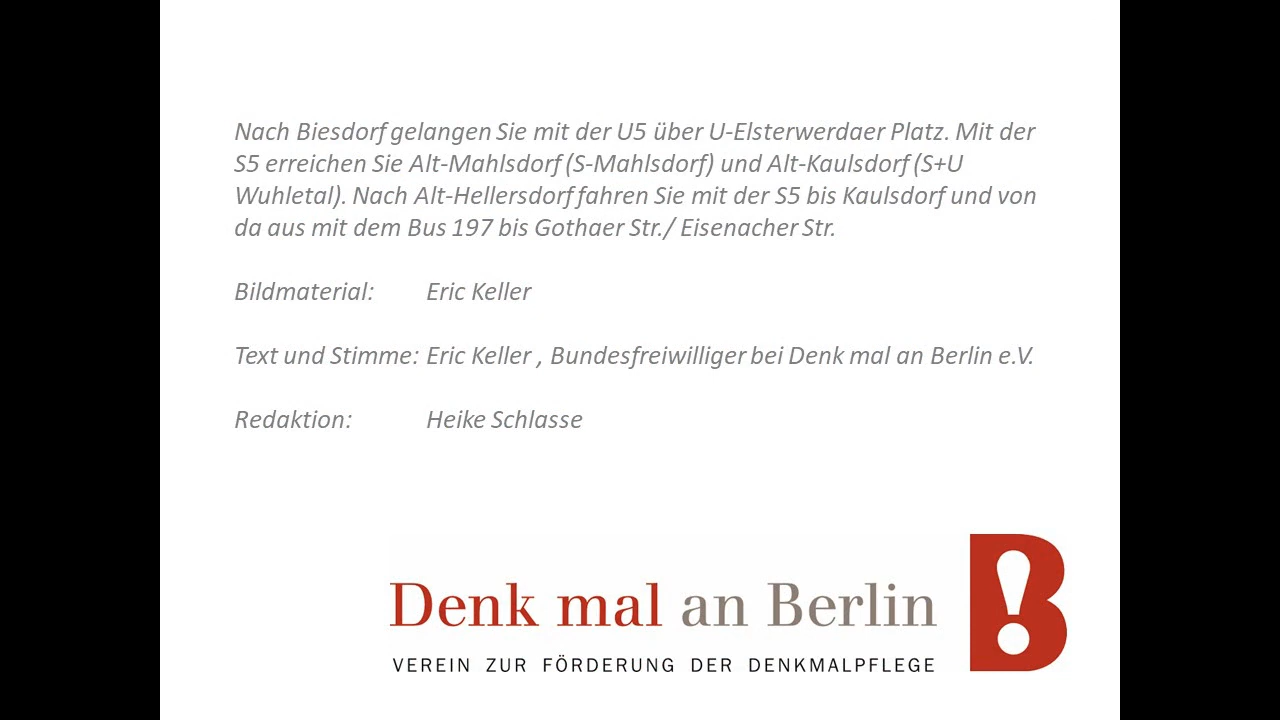 Nach Biesdorf gelangen Sie mit der U5 über U-Elsterwerdaer Platz. Mit der
S5 erreichen Sie Alt-Mahlsdorf (S-Mahlsdorf) und Alt-Kaulsdorf (S+U
Wuhletal). Nach Alt-Hellersdorf fahren Sie mit der S5 bis Kaulsdorf und von
da aus mit dem Bus 197 bis Gothaer Str./ Eisenacher Str.
Bildmaterial: Eric Keller
Text und Stimme: Eric Keller , Bundesfreiwilliger bei Denk mal an Berlin e.V.
Redaktion: Heike Schlasse
Denk mal an Berlin
VEREIN ZUR FÖRDERUNG DER DENKMALPFLEGE
B!